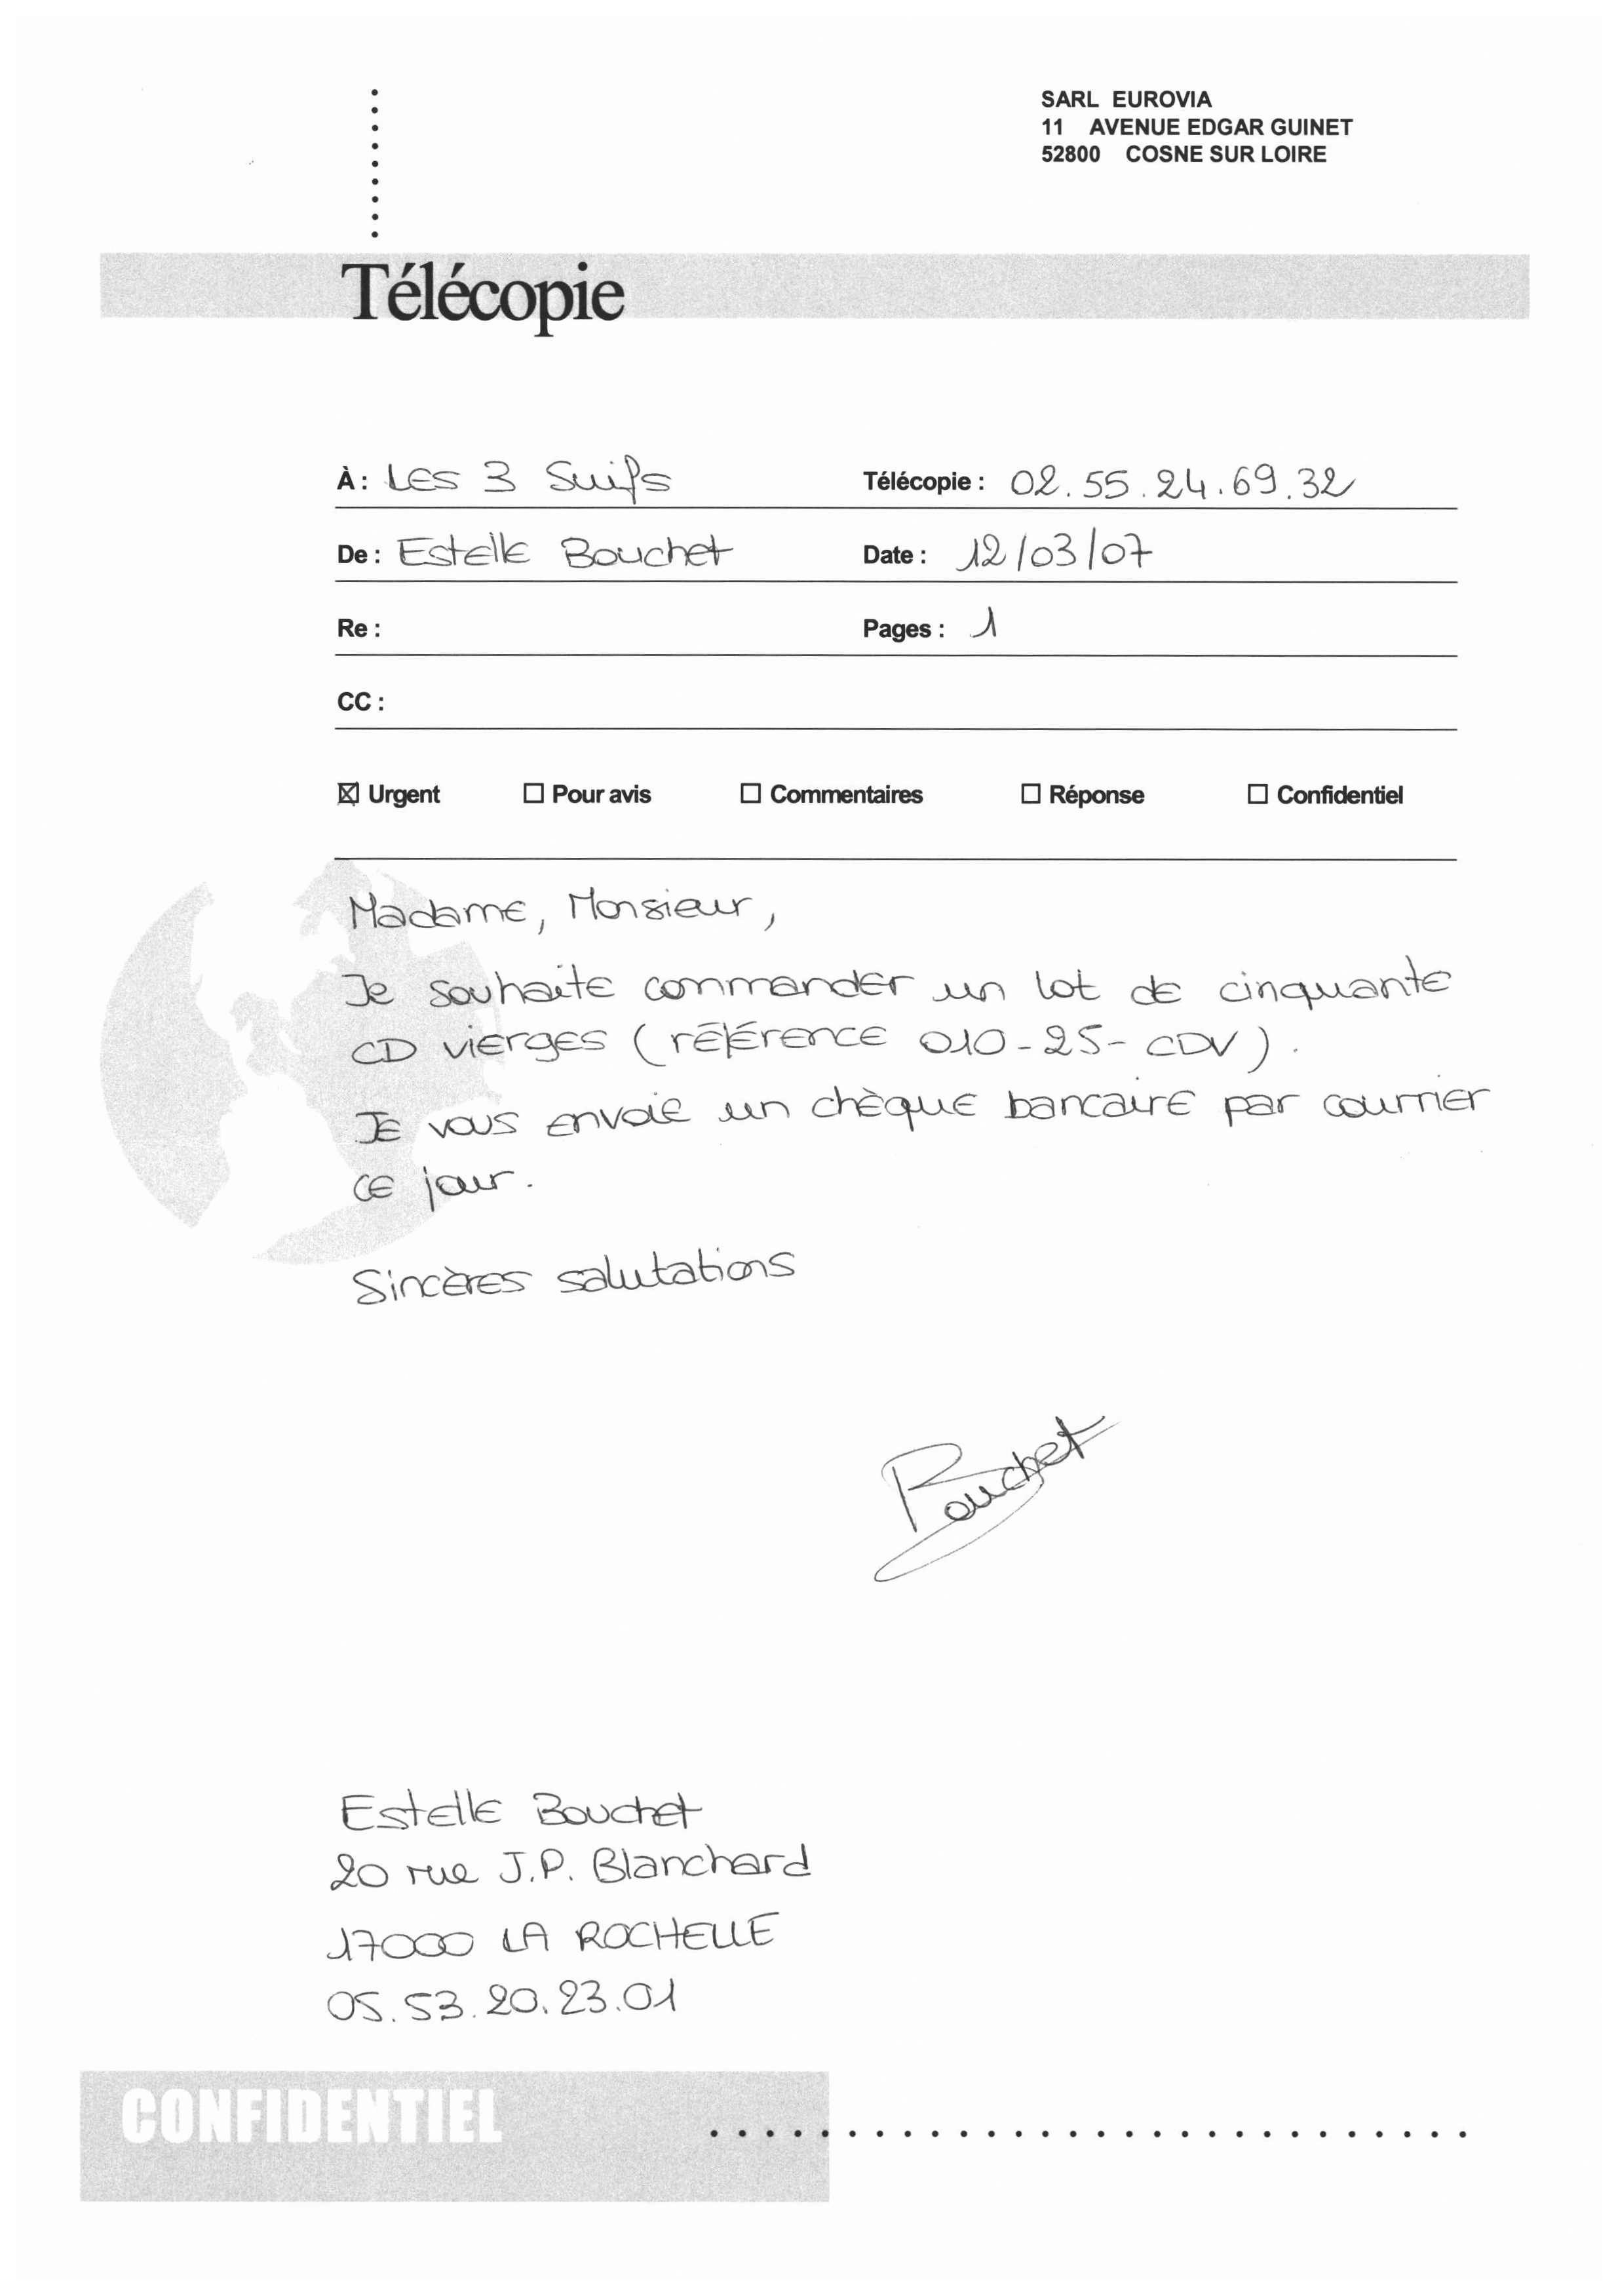 SARL EUROVIA
11 AVENUE EDGAR GUINET
52800 COSNE SUR LOIRE
Télécopie
À : Les 3 Suifs Télécopie : 02.55.24.69.32
De : Estelle Bouchet Date : 12/03/07
Re : Pages : 1
CC :
☒ Urgent ☐ Pour avis ☐ Commentaires ☐ Réponse ☐ Confidentiel
Madame, Monsieur,
Je souhaite commander un lot de cinquante
CD vierges (référence 010-25-CDV).
Je vous envoie un chèque bancaire par courrier
ce jour.
Sincères salutations
Bouchet
Estelle Bouchet
20 rue J.P. Blanchard
17000 LA ROCHELLE
05.53.20.23.01
CONFIDENTIEL